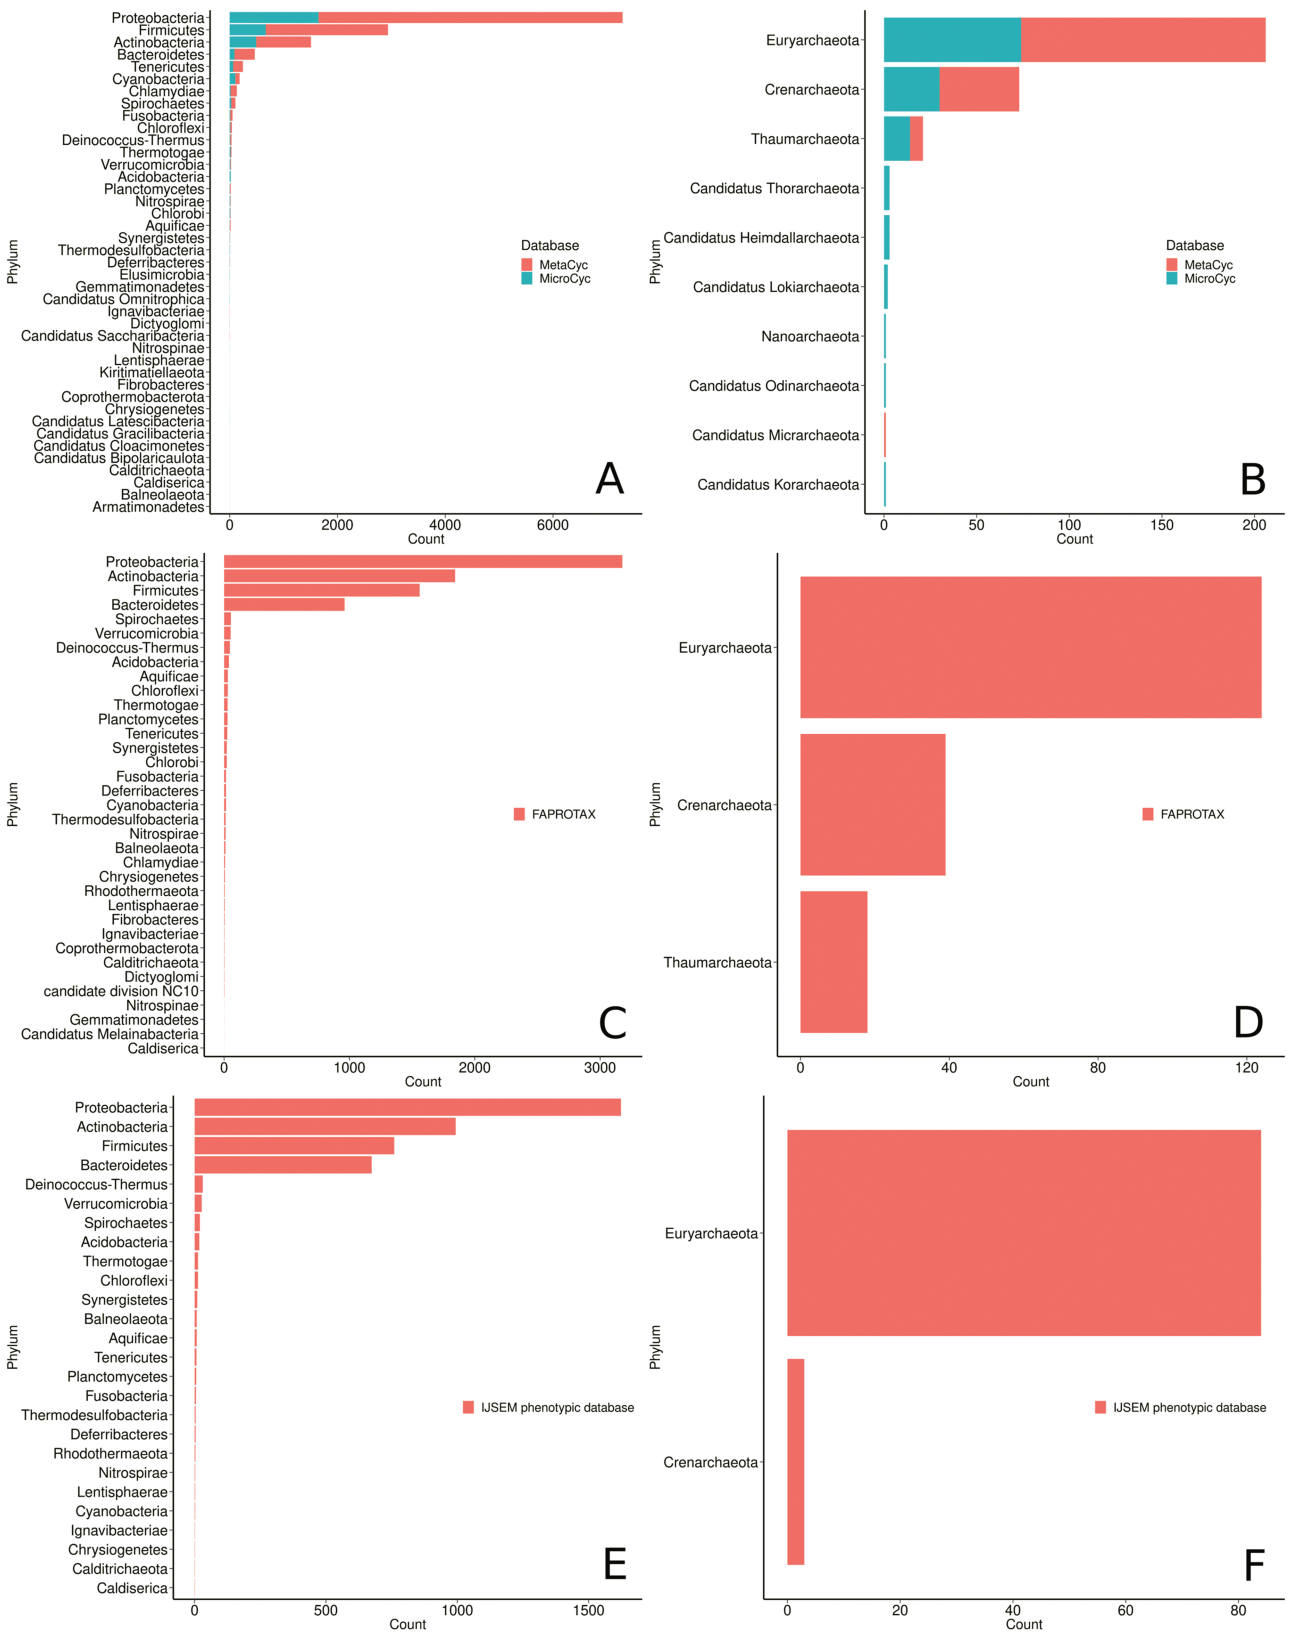 Proteobacteria
Firmicutes
Actinobacteria
Bacteroidetes
Tenericutes
Cyanobacteria
Chlamydiae
Spirochaetes
Fusobacteria
Chloroflexi
Deinococcus-Thermus
Thermotogae
Verrucomicrobia
Acidobacteria
Planctomycetes
Nitrospirae
Chlorobi
Aquificae
Synergistetes
Thermodesulfobacteria
Deferribacteres
Elusimicrobia
Gemmatimonadetes
Candidatus Omnitrophica
Ignavibacteriae
Dictyoglomi
Candidatus Saccharibacteria
Nitrospinae
Lentisphaerae
Kiritimatiellaeota
Fibrobacteres
Coprothermobacterota
Chrysiogenetes
Candidatus Latescibacteria
Candidatus Gracilibacteria
Candidatus Cloacimonetes
Candidatus Bipolaricaulota
Calditrichaeota
Caldiserica
Balneolaeota
Armatimonadetes
Phylum
0 2000 4000 6000
Count
Database
MetaCyc
MicroCyc
A
Euryarchaeota
Crenarchaeota
Thaumarchaeota
Candidatus Thorarchaeota
Candidatus Heimdallarchaeota
Candidatus Lokiarchaeota
Nanoarchaeota
Candidatus Odinarchaeota
Candidatus Micrarchaeota
Candidatus Korarchaeota
Phylum
0 50 100 150 200
Count
Database
MetaCyc
MicroCyc
B
Proteobacteria
Actinobacteria
Firmicutes
Bacteroidetes
Spirochaetes
Verrucomicrobia
Deinococcus-Thermus
Acidobacteria
Aquificae
Chloroflexi
Thermotogae
Planctomycetes
Tenericutes
Synergistetes
Chlorobi
Fusobacteria
Deferribacteres
Cyanobacteria
Thermodesulfobacteria
Nitrospirae
Balneolaeota
Chlamydiae
Chrysiogenetes
Rhodothermaeota
Lentisphaerae
Fibrobacteres
Ignavibacteriae
Coprothermobacterota
Calditrichaeota
Dictyoglomi
candidate division NC10
Nitrospinae
Gemmatimonadetes
Candidatus Melainabacteria
Caldiserica
Phylum
0 1000 2000 3000
Count
FAPROTAX
C
Euryarchaeota
Crenarchaeota
Thaumarchaeota
Phylum
0 40 80 120
Count
FAPROTAX
D
Proteobacteria
Actinobacteria
Firmicutes
Bacteroidetes
Deinococcus-Thermus
Verrucomicrobia
Spirochaetes
Acidobacteria
Thermotogae
Chloroflexi
Synergistetes
Balneolaeota
Aquificae
Tenericutes
Planctomycetes
Fusobacteria
Thermodesulfobacteria
Deferribacteres
Rhodothermaeota
Nitrospirae
Lentisphaerae
Cyanobacteria
Ignavibacteriae
Chrysiogenetes
Calditrichaeota
Caldiserica
Phylum
0 500 1000 1500
Count
IJSEM phenotypic database
E
Euryarchaeota
Crenarchaeota
Phylum
0 20 40 60 80
Count
IJSEM phenotypic database
F